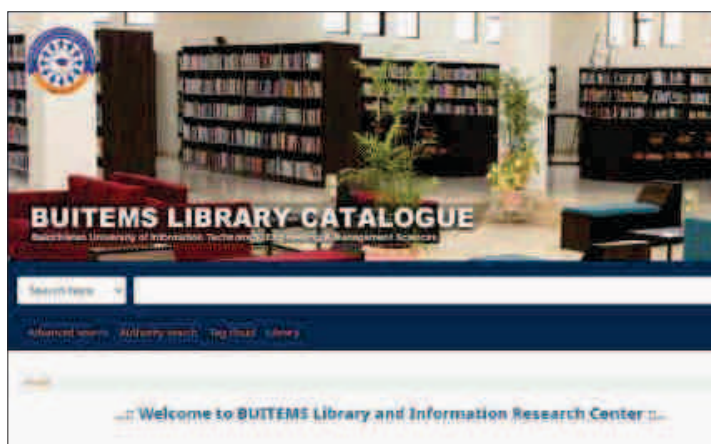 BUITEMS LIBRARY CATALOGUE
Balochistan University of Information Technology, Engineering & Management Sciences
Search here
Advanced search Authority search Tag cloud Library
...:: Welcome to BUITEMS Library and Information Research Center ::...